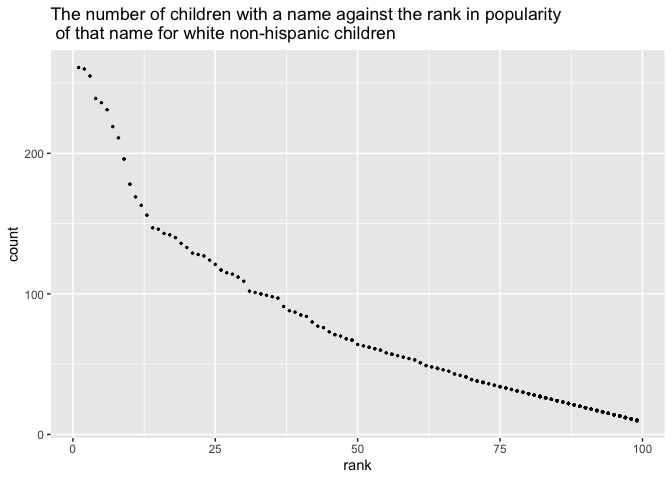 The number of children with a name against the rank in popularity
of that name for white non-hispanic children
200
100
0
count
0 25 50 75 100
rank